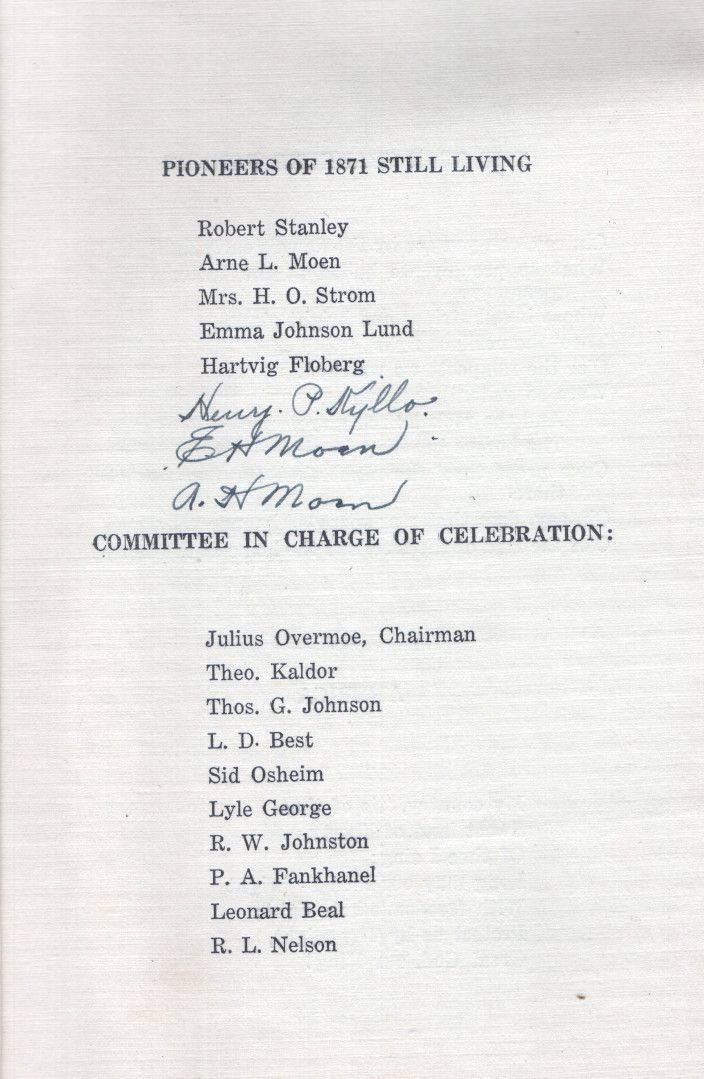 PIONEERS OF 1871 STILL LIVING
Robert Stanley
Arne L. Moen
Mrs. H. O. Strom
Emma Johnson Lund
Hartvig Floberg
Henry. P. Kyllo.
E H Moen
A. H Moen
COMMITTEE IN CHARGE OF CELEBRATION:
Julius Overmoe, Chairman
Theo. Kaldor
Thos. G. Johnson
L. D. Best
Sid Osheim
Lyle George
R. W. Johnston
P. A. Fankhanel
Leonard Beal
R. L. Nelson